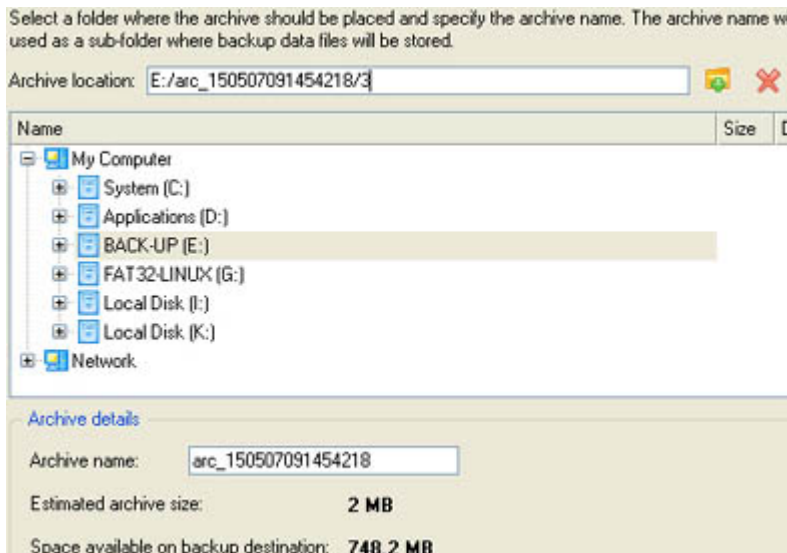 Select a folder where the archive should be placed and specify the archive name. The archive name
used as a sub-folder where backup data files will be stored.
Archive location: E:/arc_150507091454218/3
Name Size
My Computer
System (C:)
Applications (D:)
BACK-UP (E:)
FAT32-LINUX (G:)
Local Disk (I:)
Local Disk (K:)
Network
Archive details
Archive name: arc_150507091454218
Estimated archive size: 2 MB
Space available on backup destination: 748,2 MB